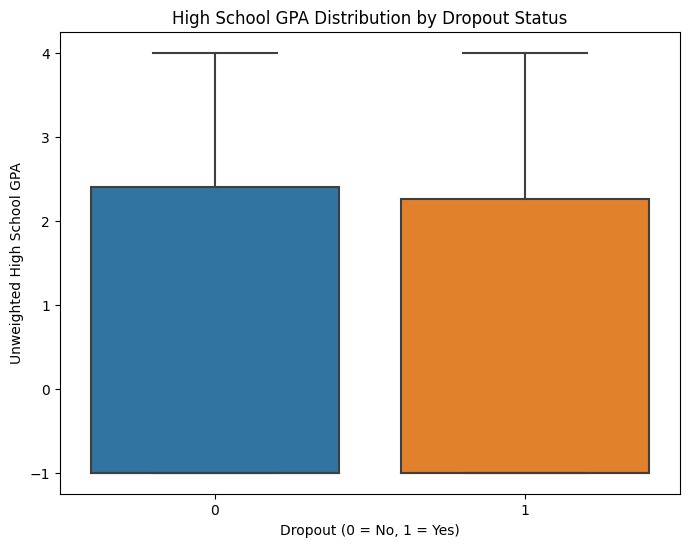 High School GPA Distribution by Dropout Status
Unweighted High School GPA
4
3
2
1
0
−1
0 1
Dropout (0 = No, 1 = Yes)